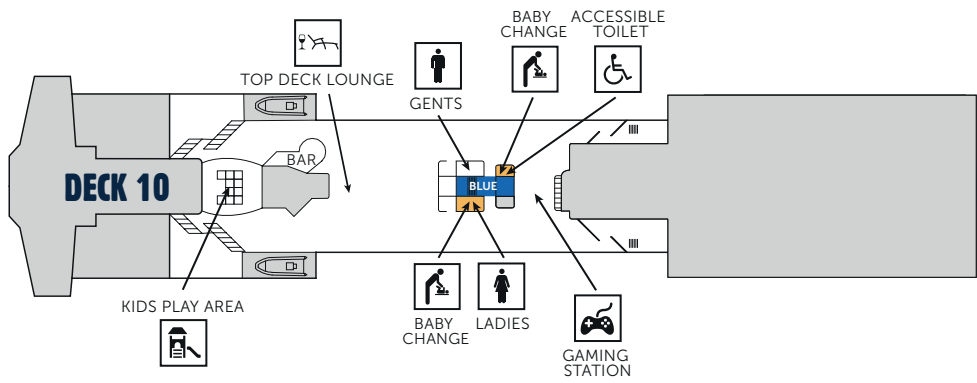 BABY
CHANGE
ACCESSIBLE
TOILET
TOP DECK LOUNGE
GENTS
BAR
DECK 10
BLUE
KIDS PLAY AREA
BABY
CHANGE
LADIES
GAMING
STATION